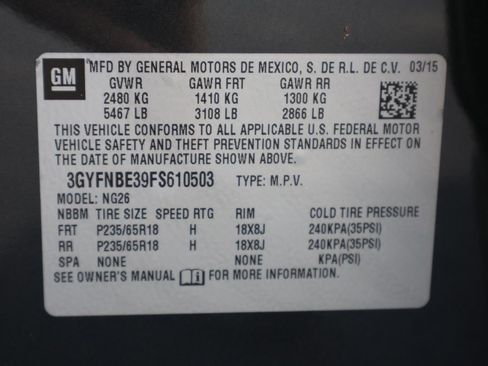 GM
MFD BY GENERAL MOTORS DE MEXICO, S. DE R.L. DE C.V. 03/15
GVWR GAWR FRT GAWR RR
2480 KG 1410 KG 1300 KG
5467 LB 3108 LB 2866 LB
THIS VEHICLE CONFORMS TO ALL APPLICABLE U.S. FEDERAL MOTOR
VEHICLE SAFETY AND THEFT PREVENTION STANDARDS IN EFFECT ON
THE DATE OF MANUFACTURE SHOWN ABOVE.
3GYFNBE39FS610503 TYPE: M.P.V.
MODEL: NG26
NBBM TIRE SIZE SPEED RTG RIM COLD TIRE PRESSURE
FRT P235/65R18 H 18X8J 240KPA(35PSI)
RR P235/65R18 H 18X8J 240KPA(35PSI)
SPA NONE NONE KPA(PSI)
SEE OWNER'S MANUAL FOR MORE INFORMATION.